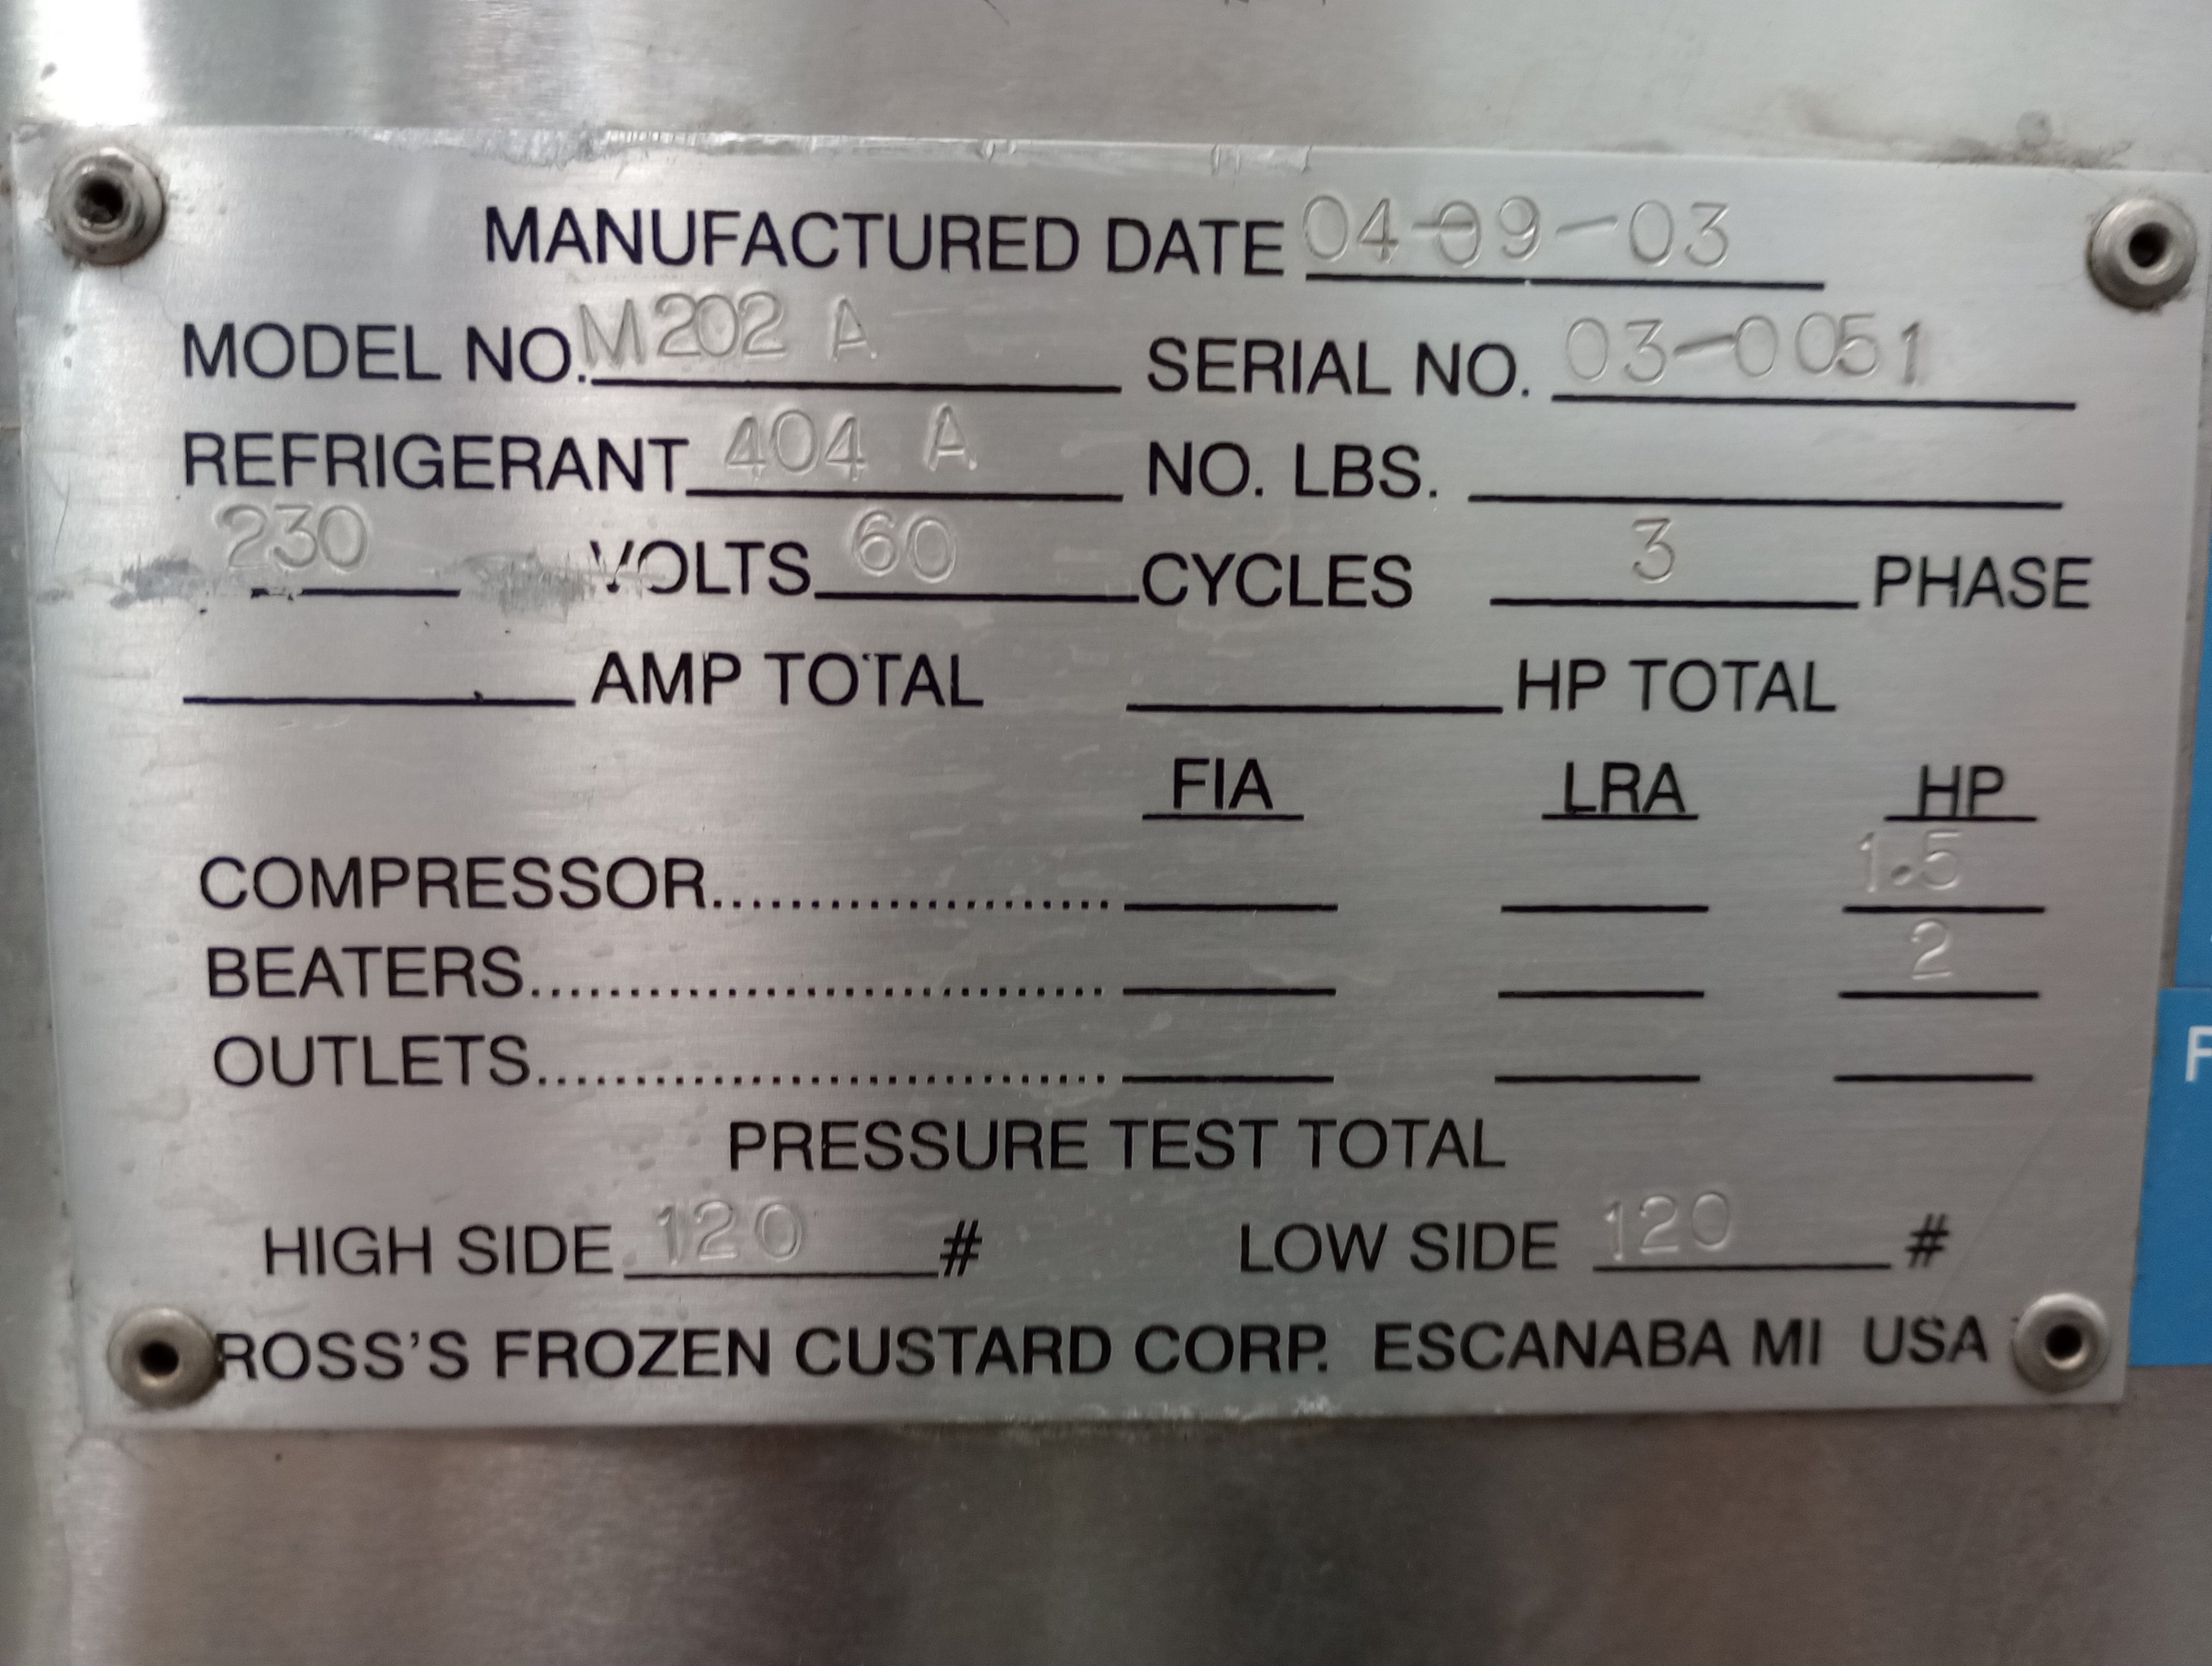 MANUFACTURED DATE 04-09-03
MODEL NO. M202 A SERIAL NO. 03-0051
REFRIGERANT 404 A NO. LBS.
230 VOLTS 60 CYCLES 3 PHASE
AMP TOTAL HP TOTAL
FIA LRA HP
COMPRESSOR...................... 1.5
BEATERS............................. 2
OUTLETS.............................
PRESSURE TEST TOTAL
HIGH SIDE 120 # LOW SIDE 120 #
ROSS'S FROZEN CUSTARD CORP. ESCANABA MI USA